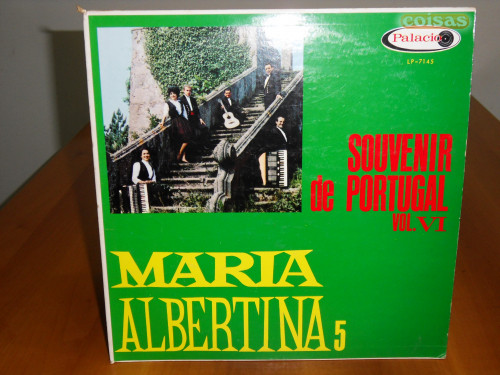 coisas
Palacio
LP-7145
SOUVENIR
de PORTUGAL
VOL. VI
MARIA
ALBERTINA 5